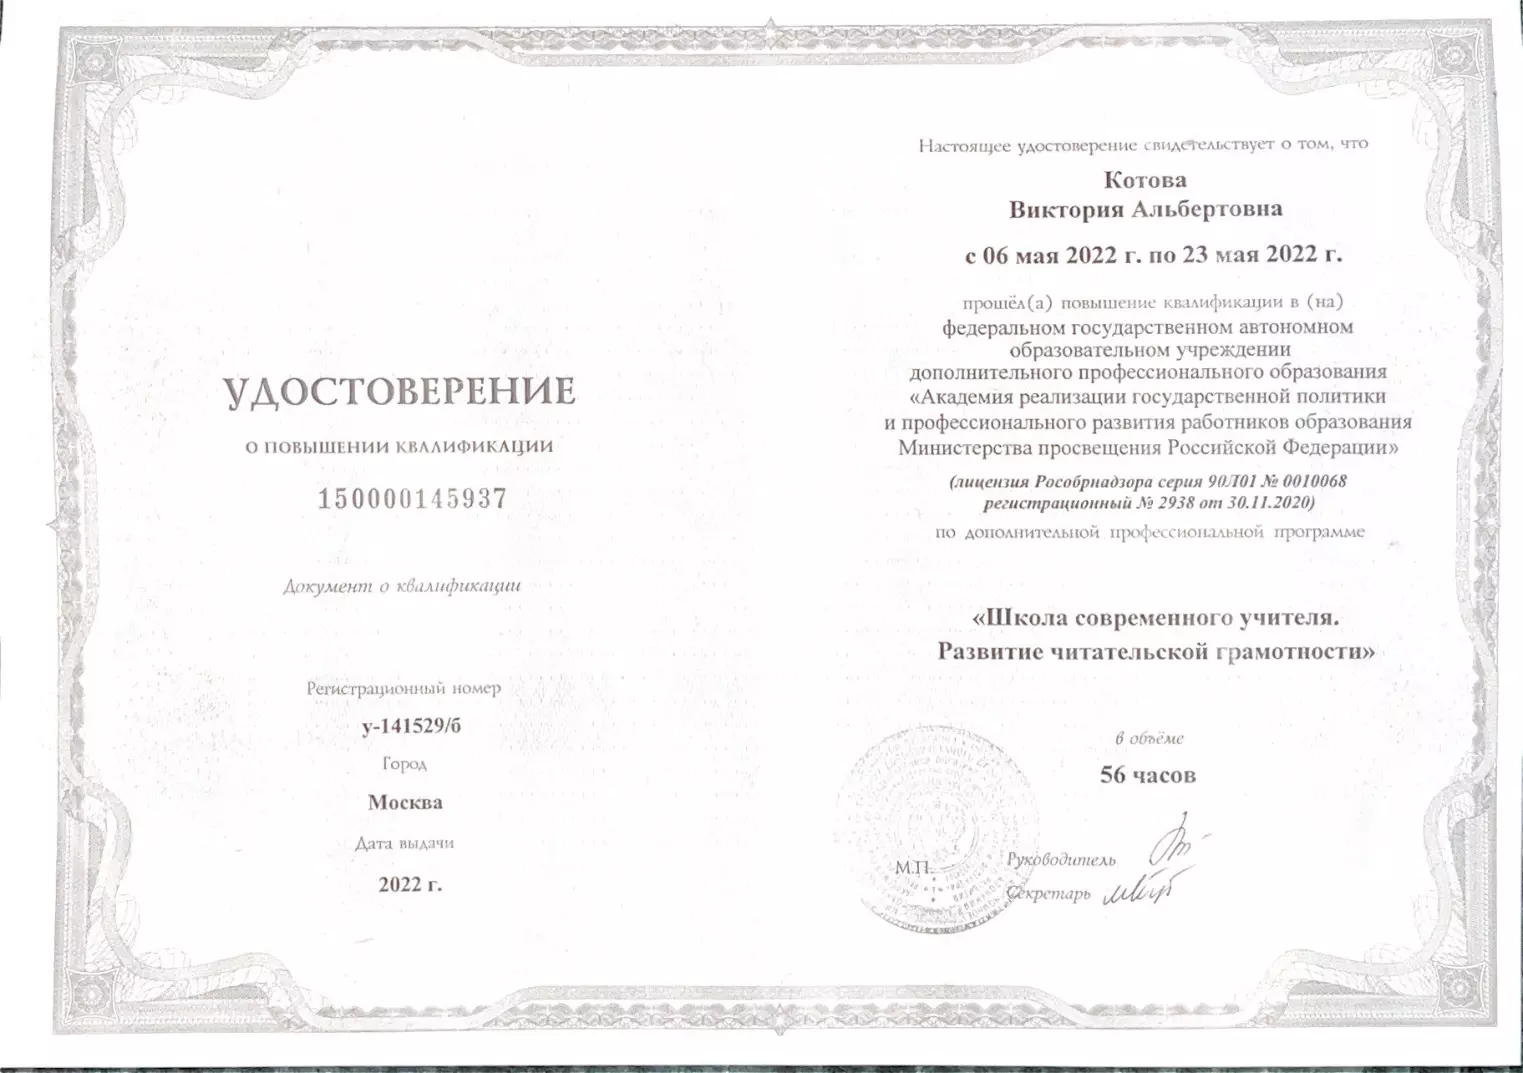 УДОСТОВЕРЕНИЕ
О ПОВЫШЕНИИ КВАЛИФИКАЦИИ
150000145937
Документ о квалификации
Регистрационный номер
у-141529/б
Город
Москва
Дата выдачи
2022 г.
Настоящее удостоверение свидетельствует о том, что
Котова
Виктория Альбертовна
с 06 мая 2022 г. по 23 мая 2022 г.
прошёл(а) повышение квалификации в (на)
федеральном государственном автономном
образовательном учреждении
дополнительного профессионального образования
«Академия реализации государственной политики
и профессионального развития работников образования
Министерства просвещения Российской Федерации»
(лицензия Рособрнадзора серия 90Л01 № 0010068
регистрационный № 2938 от 30.11.2020)
по дополнительной профессиональной программе
«Школа современного учителя.
Развитие читательской грамотности»
в объёме
56 часов
М.П.
Руководитель
Секретарь